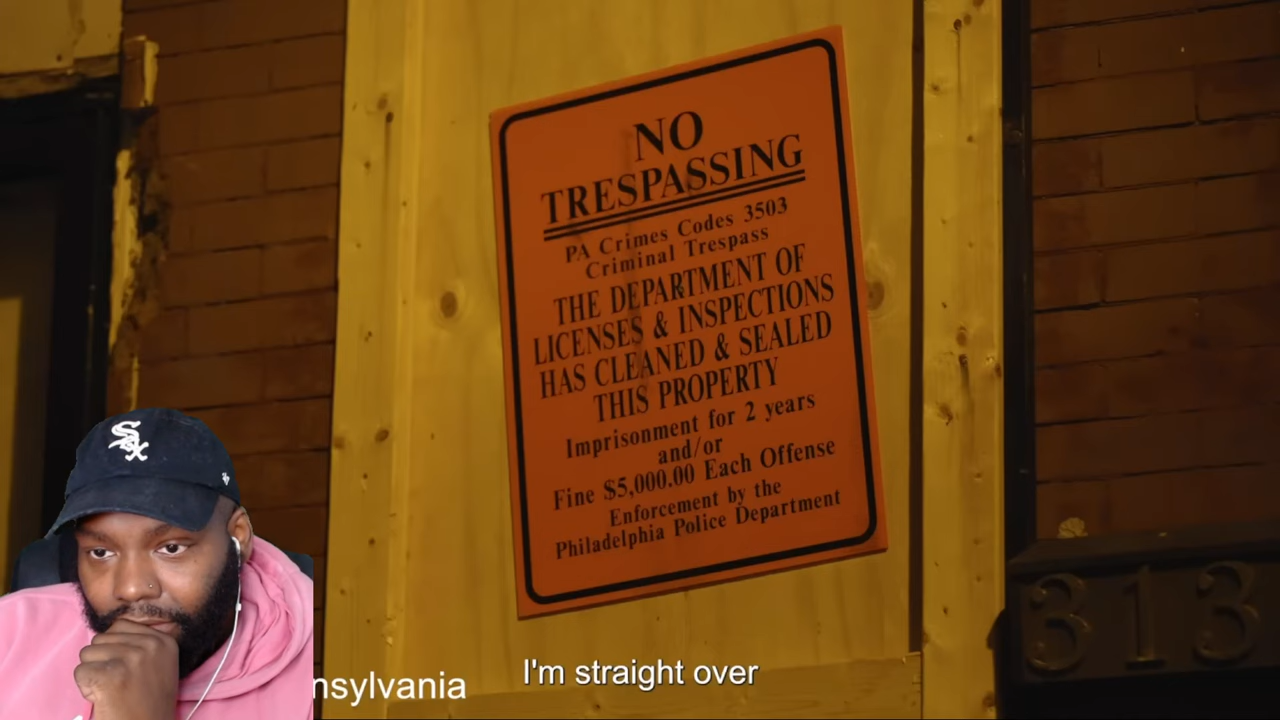 NO
TRESPASSING
PA Crimes Codes 3503
Criminal Trespass
THE DEPARTMENT OF
LICENSES & INSPECTIONS
HAS CLEANED & SEALED
THIS PROPERTY
Imprisonment for 2 years
and/or
Fine $5,000.00 Each Offense
Enforcement by the
Philadelphia Police Department
313
Sox
nsylvania
I'm straight over